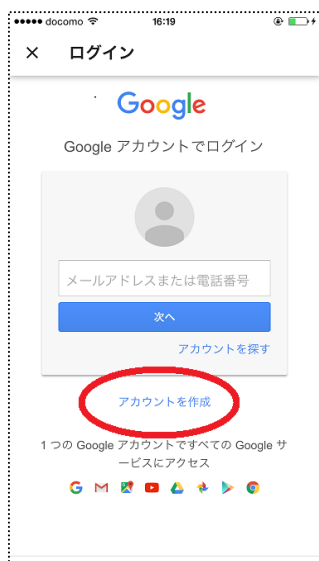 docomo 16:19
× ログイン
Google
Google アカウントでログイン
メールアドレスまたは電話番号
次へ
アカウントを探す
アカウントを作成
1 つの Google アカウントですべての Google サ
ービスにアクセス